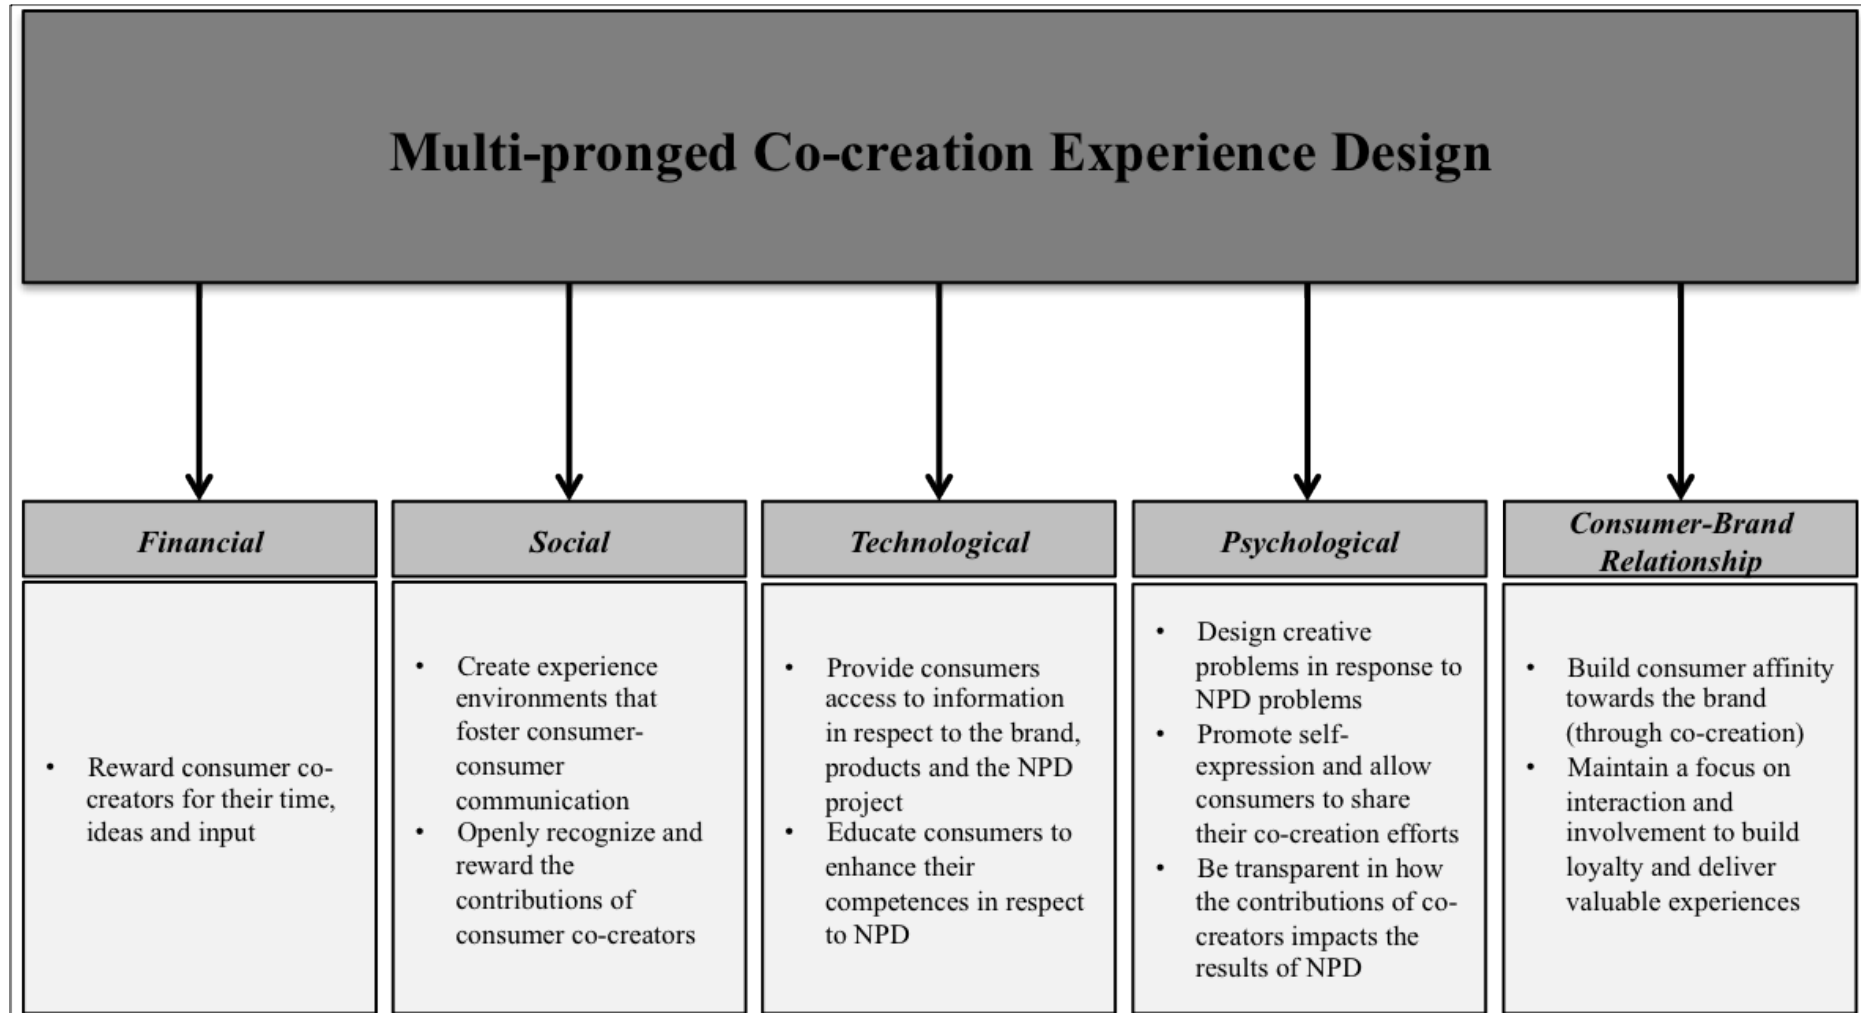 Multi-pronged Co-creation Experience Design
Financial
• Reward consumer co-
creators for their time,
ideas and input
Social
• Create experience
environments that
foster consumer-
consumer
communication
• Openly recognize and
reward the
contributions of
consumer co-creators
Technological
• Provide consumers
access to information
in respect to the brand,
products and the NPD
project
• Educate consumers to
enhance their
competences in respect
to NPD
Psychological
• Design creative
problems in response to
NPD problems
• Promote self-
expression and allow
consumers to share
their co-creation efforts
• Be transparent in how
the contributions of co-
creators impacts the
results of NPD
Consumer-Brand
Relationship
• Build consumer affinity
towards the brand
(through co-creation)
• Maintain a focus on
interaction and
involvement to build
loyalty and deliver
valuable experiences